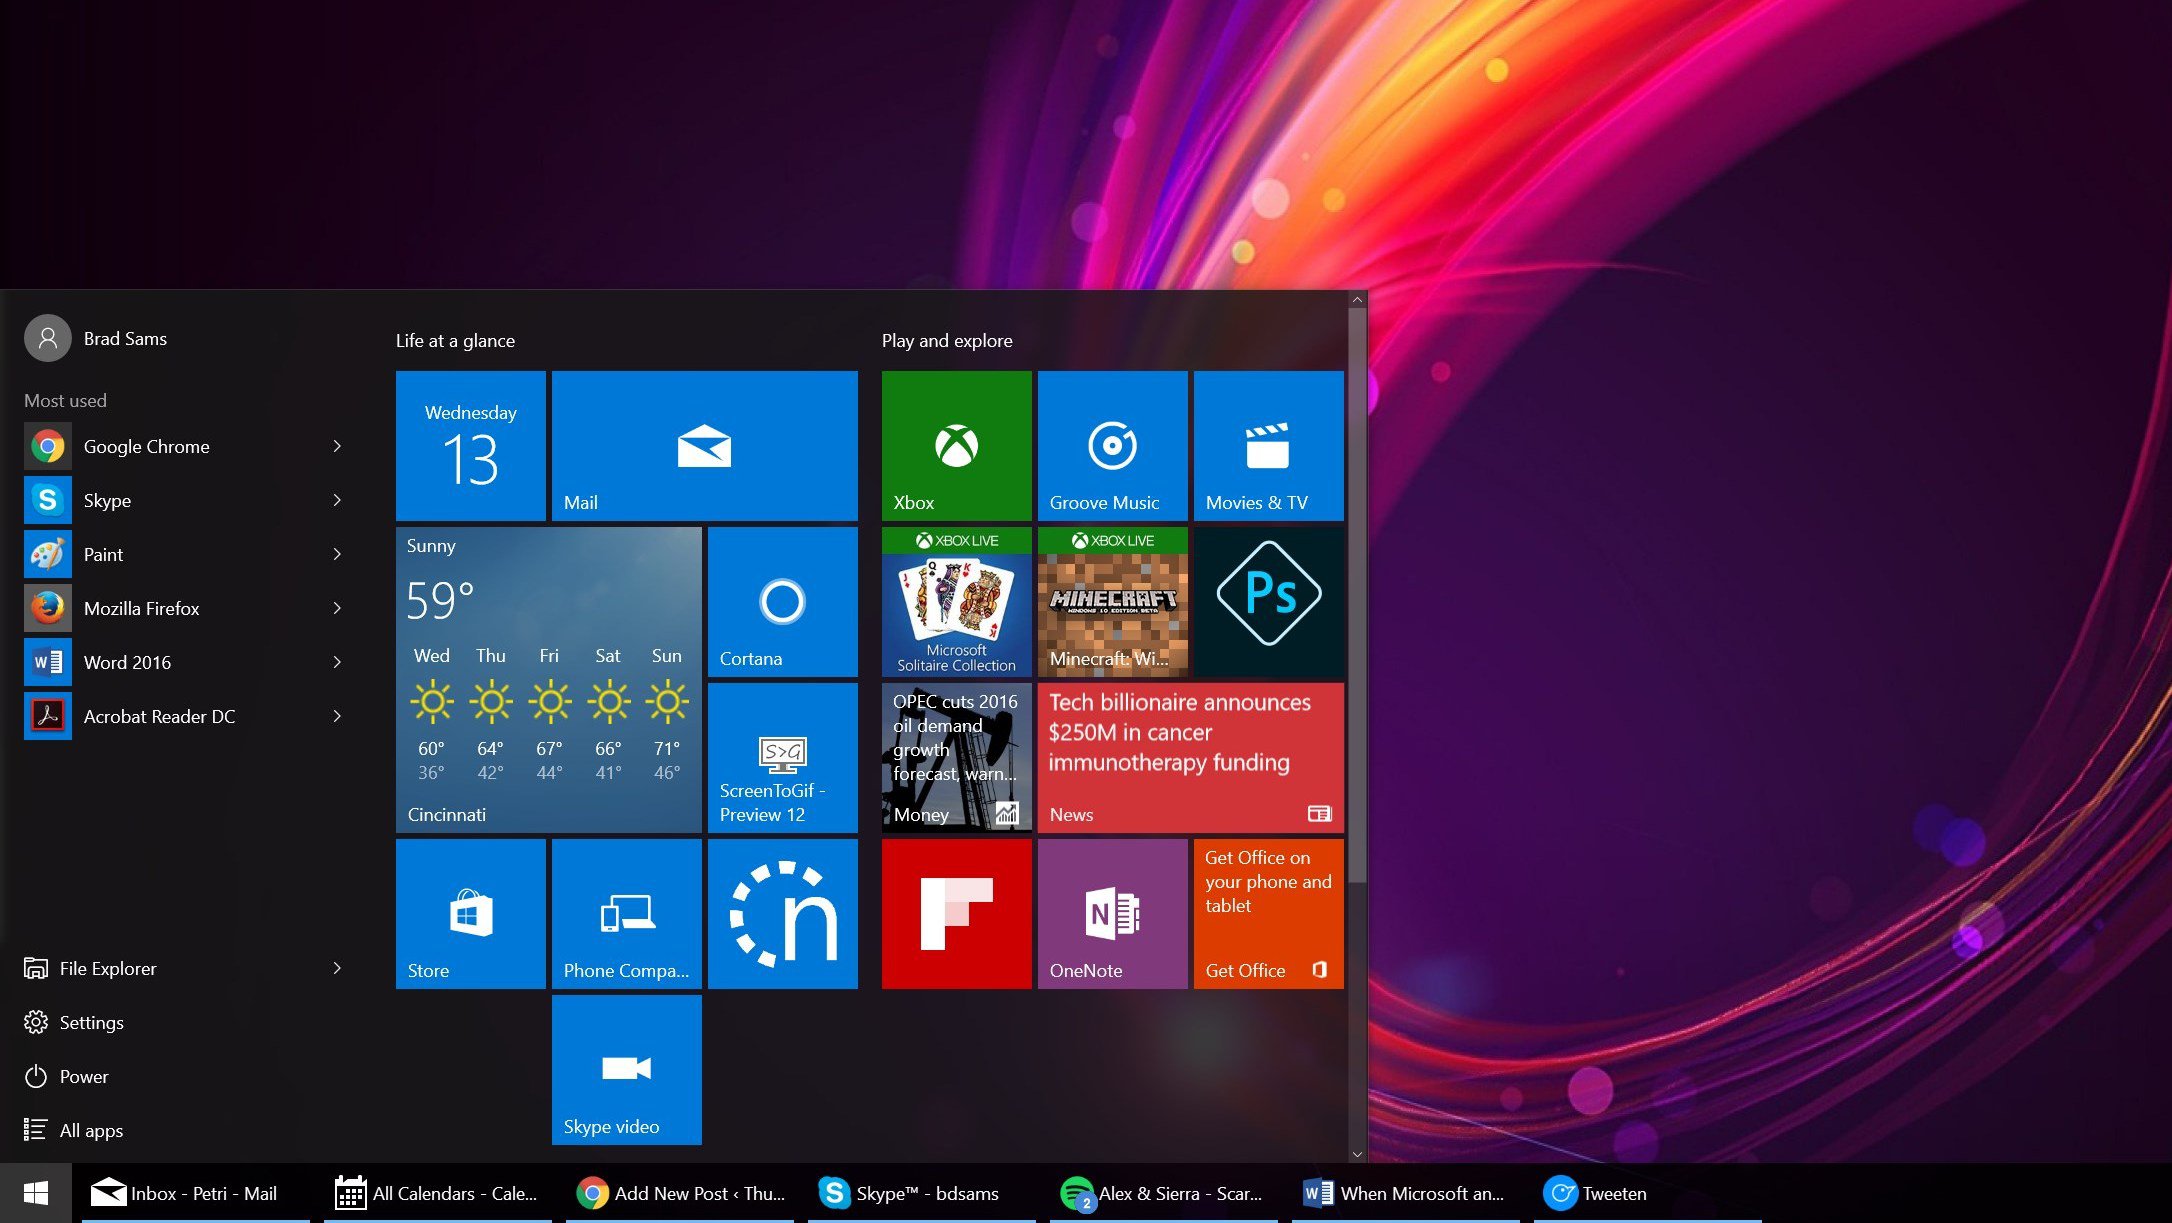 Brad Sams
Most used
Google Chrome
Skype
Paint
Mozilla Firefox
Word 2016
Acrobat Reader DC
File Explorer
Settings
Power
All apps
Life at a glance
Wednesday
13
Mail
Sunny
59°
Wed Thu Fri Sat Sun
60° 64° 67° 66° 71°
36° 42° 44° 41° 46°
Cincinnati
Cortana
S>G
ScreenToGif -
Preview 12
Store
Phone Compa...
n
Skype video
Play and explore
Xbox
Groove Music
Movies & TV
XBOX LIVE
J Q K
K
Microsoft
Solitaire Collection
XBOX LIVE
MINECRAFT
WINDOWS 10 EDITION BETA
Minecraft: Wi...
Ps
OPEC cuts 2016
oil demand
growth
forecast, warn...
Money
Tech billionaire announces
$250M in cancer
immunotherapy funding
News
N
OneNote
Get Office on
your phone and
tablet
Get Office
Inbox - Petri - Mail
All Calendars - Cale...
Add New Post ‹ Thu...
Skype™ - bdsams
2
Alex & Sierra - Scar...
When Microsoft an...
Tweeten